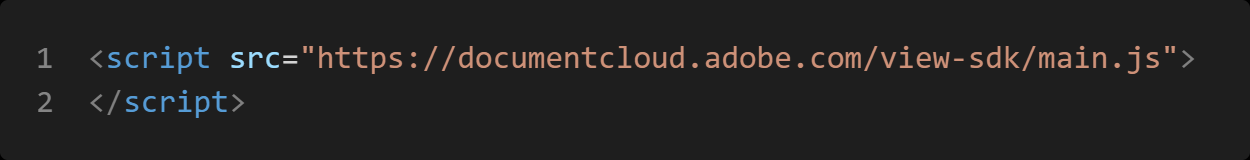 1 <script src="https://documentcloud.adobe.com/view-sdk/main.js">
2 </script>